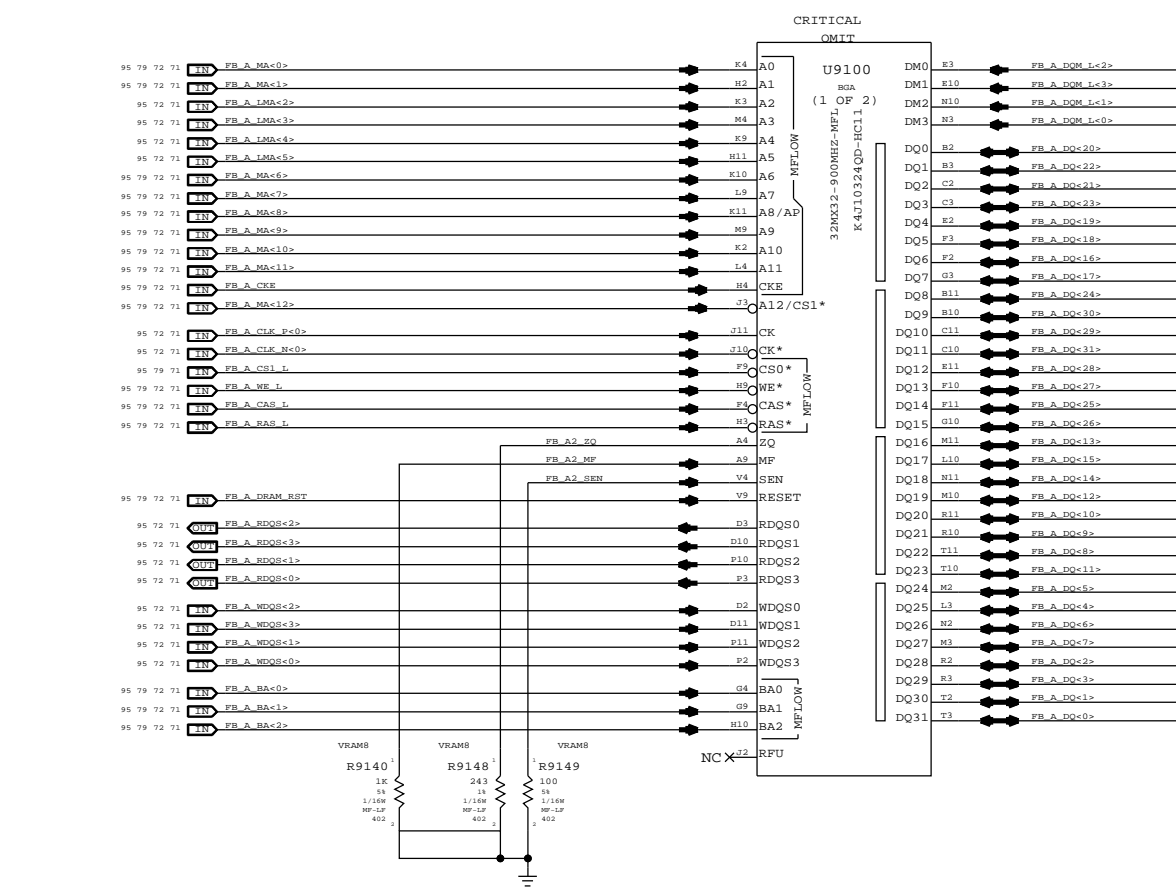 CRITICAL
OMIT
U9100
BGA
(1 OF 2)
32MX32-900MHZ-MFL
K4J10324QD-HC11
95 79 72 71 IN FB_A_MA<0> K4 A0
95 79 72 71 IN FB_A_MA<1> H2 A1
95 72 71 IN FB_A_LMA<2> K3 A2
95 72 71 IN FB_A_LMA<3> M4 A3
95 72 71 IN FB_A_LMA<4> K9 A4
95 72 71 IN FB_A_LMA<5> H11 A5
95 79 72 71 IN FB_A_MA<6> K10 A6
95 79 72 71 IN FB_A_MA<7> L9 A7
95 79 72 71 IN FB_A_MA<8> K11 A8/AP
95 79 72 71 IN FB_A_MA<9> M9 A9
95 79 72 71 IN FB_A_MA<10> K2 A10
95 79 72 71 IN FB_A_MA<11> L4 A11
95 79 72 71 IN FB_A_CKE H4 CKE
95 79 72 71 IN FB_A_MA<12> J3 A12/CS1*
MFLOW
95 72 71 IN FB_A_CLK_P<0> J11 CK
95 72 71 IN FB_A_CLK_N<0> J10 CK*
95 79 71 IN FB_A_CS1_L F9 CS0*
95 79 72 71 IN FB_A_WE_L H9 WE*
95 79 72 71 IN FB_A_CAS_L F4 CAS*
95 79 72 71 IN FB_A_RAS_L H3 RAS*
MFLOW
FB_A2_ZQ A4 ZQ
FB_A2_MF A9 MF
FB_A2_SEN V4 SEN
95 79 72 71 IN FB_A_DRAM_RST V9 RESET
95 72 71 OUT FB_A_RDQS<2> D3 RDQS0
95 72 71 OUT FB_A_RDQS<3> D10 RDQS1
95 72 71 OUT FB_A_RDQS<1> P10 RDQS2
95 72 71 OUT FB_A_RDQS<0> P3 RDQS3
95 72 71 IN FB_A_WDQS<2> D2 WDQS0
95 72 71 IN FB_A_WDQS<3> D11 WDQS1
95 72 71 IN FB_A_WDQS<1> P11 WDQS2
95 72 71 IN FB_A_WDQS<0> P2 WDQS3
95 79 72 71 IN FB_A_BA<0> G4 BA0
95 79 72 71 IN FB_A_BA<1> G9 BA1
95 79 72 71 IN FB_A_BA<2> H10 BA2
MFLOW
NC J2 RFU
DM0 E3 FB_A_DQM_L<2>
DM1 E10 FB_A_DQM_L<3>
DM2 N10 FB_A_DQM_L<1>
DM3 N3 FB_A_DQM_L<0>
DQ0 B2 FB_A_DQ<20>
DQ1 B3 FB_A_DQ<22>
DQ2 C2 FB_A_DQ<21>
DQ3 C3 FB_A_DQ<23>
DQ4 E2 FB_A_DQ<19>
DQ5 F3 FB_A_DQ<18>
DQ6 F2 FB_A_DQ<16>
DQ7 G3 FB_A_DQ<17>
DQ8 B11 FB_A_DQ<24>
DQ9 B10 FB_A_DQ<30>
DQ10 C11 FB_A_DQ<29>
DQ11 C10 FB_A_DQ<31>
DQ12 E11 FB_A_DQ<28>
DQ13 F10 FB_A_DQ<27>
DQ14 F11 FB_A_DQ<25>
DQ15 G10 FB_A_DQ<26>
DQ16 M11 FB_A_DQ<13>
DQ17 L10 FB_A_DQ<15>
DQ18 N11 FB_A_DQ<14>
DQ19 M10 FB_A_DQ<12>
DQ20 R11 FB_A_DQ<10>
DQ21 R10 FB_A_DQ<9>
DQ22 T11 FB_A_DQ<8>
DQ23 T10 FB_A_DQ<11>
DQ24 M2 FB_A_DQ<5>
DQ25 L3 FB_A_DQ<4>
DQ26 N2 FB_A_DQ<6>
DQ27 M3 FB_A_DQ<7>
DQ28 R2 FB_A_DQ<2>
DQ29 R3 FB_A_DQ<3>
DQ30 T2 FB_A_DQ<1>
DQ31 T3 FB_A_DQ<0>
VRAM8
R9140 1
1K
5%
1/16W
MF-LF
402
2
VRAM8
R9148 1
243
1%
1/16W
MF-LF
402
2
VRAM8
1 R9149
100
5%
1/16W
MF-LF
402
2